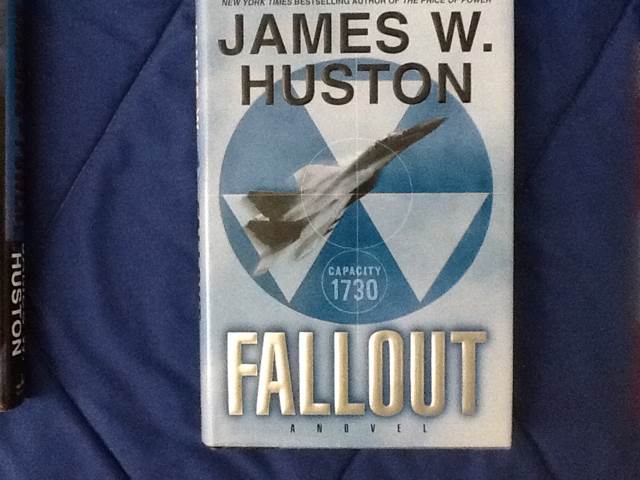 NEW YORK TIMES BESTSELLING AUTHOR OF THE PRICE OF POWER
JAMES W.
HUSTON
CAPACITY
1730
FALLOUT
A NOVEL
HUSTON